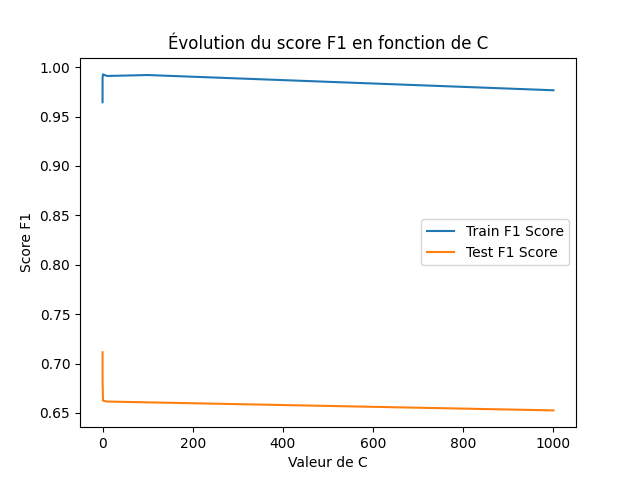 Évolution du score F1 en fonction de C
1.00
0.95
0.90
0.85
0.80
0.75
0.70
0.65
Score F1
Train F1 Score
Test F1 Score
0 200 400 600 800 1000
Valeur de C